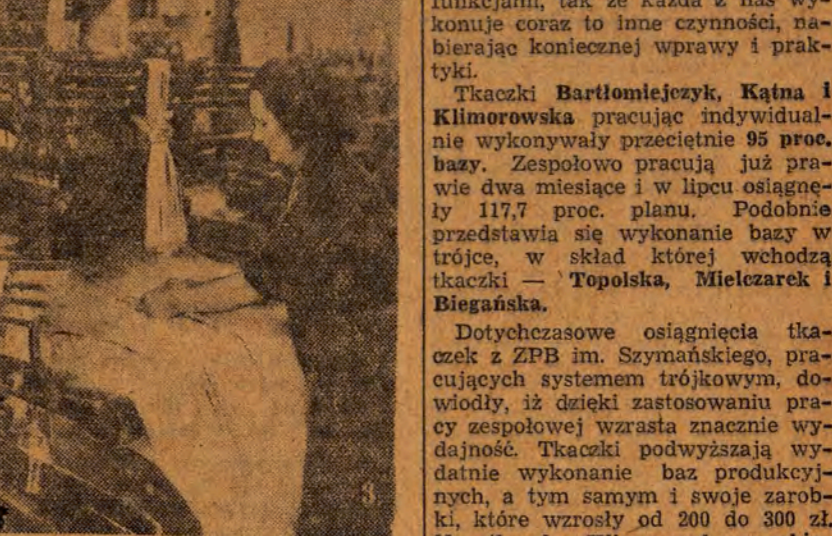 funkcjami, tak że każda z nas wy-
konuje coraz to inne czynności, na-
bierając koniecznej wprawy i prak-
tyki.
Tkaczki Bartłomiejczyk, Kątna i
Klimorowska pracując indywidual-
nie wykonywały przeciętnie 95 proc.
bazy. Zespołowo pracują już pra-
wie dwa miesiące i w lipcu osiągnę-
ły 117,7 proc. planu. Podobnie
przedstawia się wykonanie bazy w
trójce, w skład której wchodzą
tkaczki — Topolska, Mielczarek i
Biegańska.
Dotychczasowe osiągnięcia tka-
czek z ZPB im. Szymańskiego, pra-
cujących systemem trójkowym, do-
wiodły, iż dzięki zastosowaniu pra-
cy zespołowej wzrasta znacznie wy-
dajność. Tkaczki podwyższają wy-
datnie wykonanie baz produkcyj-
nych, a tym samym i swoje zarob-
ki, które wzrosły od 200 do 300 zł.